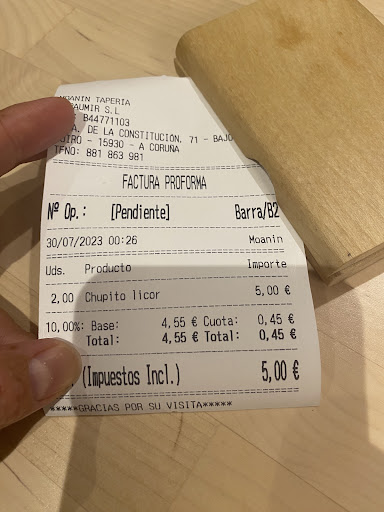 MOANIN TAPERIA
S.L
B44771103
DE LA CONSTITUCION, 71 - BAJO
- 15930 - A CORUÑA
TFNO: 881 863 981
FACTURA PROFORMA
Nº Op.: [Pendiente] Barra/B2
30/07/2023 00:26 Moanin
Uds. Producto Importe
2,00 Chupito licor 5,00 €
10,00%: Base: 4,55 € Cuota: 0,45 €
Total: 4,55 € Total: 0,45 €
(Impuestos Incl.) 5,00 €
*****GRACIAS POR SU VISITA*****